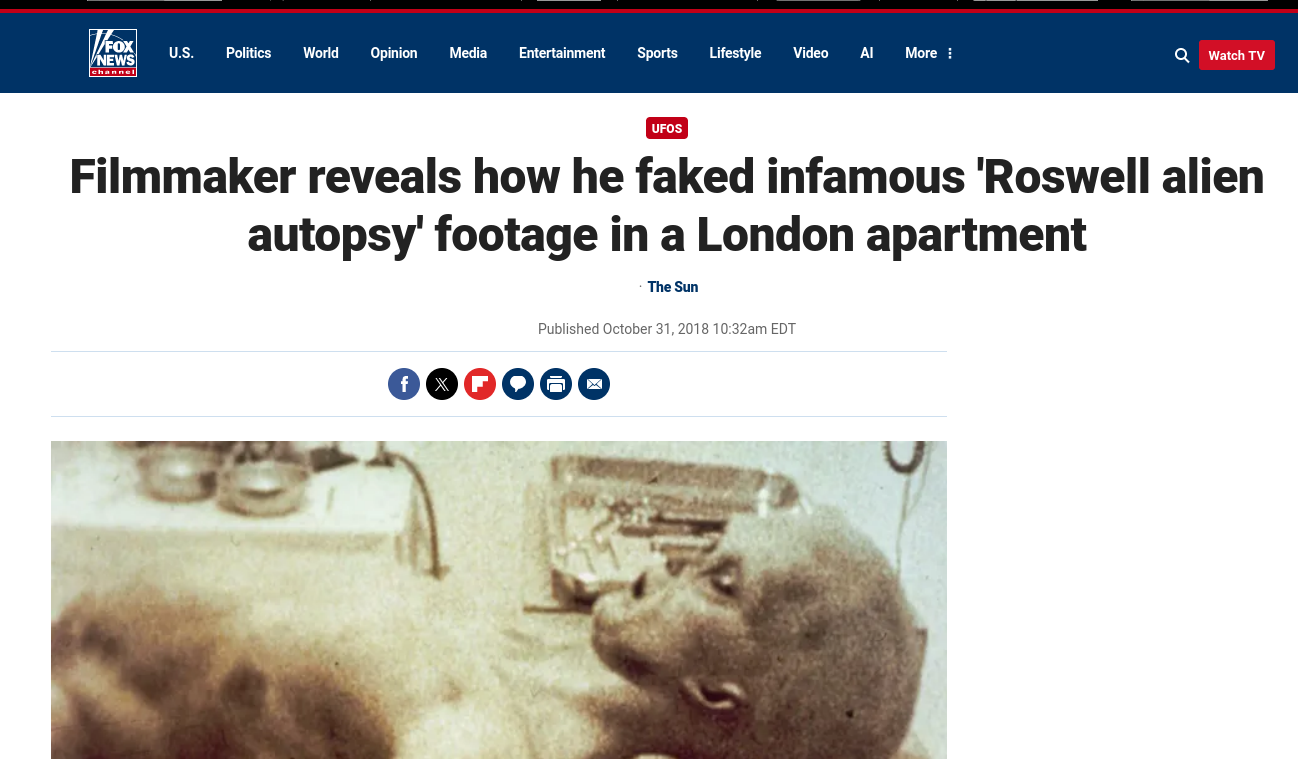 FOX
NEWS
channel
U.S.
Politics
World
Opinion
Media
Entertainment
Sports
Lifestyle
Video
AI
More
Watch TV
UFOS
Filmmaker reveals how he faked infamous 'Roswell alien
autopsy' footage in a London apartment
· The Sun
Published October 31, 2018 10:32am EDT